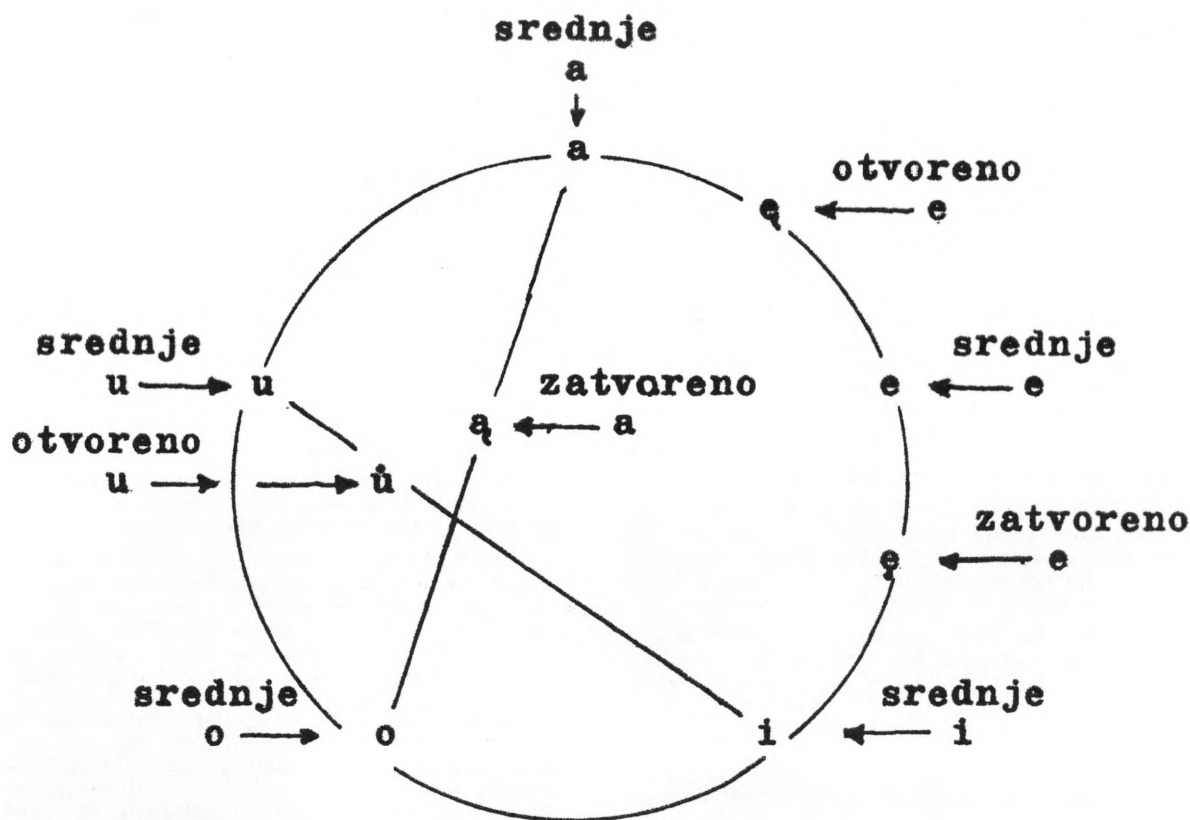 srednje
a
a
otvoreno
ę e
srednje srednje
u u e e
zatvoreno
ą a
otvoreno
u ů
zatvoreno
ẹ e
srednje srednje
o o i i